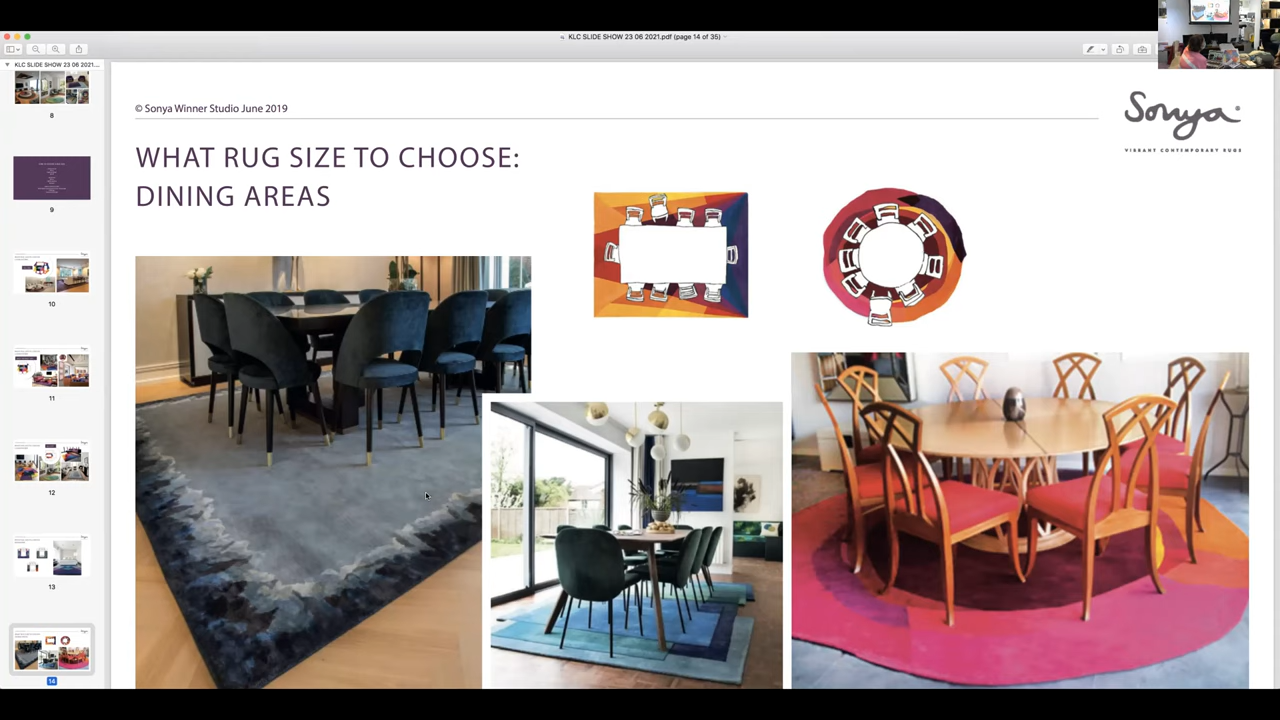 KLC SLIDE SHOW 23 06 2021.pdf (page 14 of 35)
KLC SLIDE SHOW 23 06 2021....
8
9
10
11
12
13
14
© Sonya Winner Studio June 2019
Sonya
VIBRANT CONTEMPORARY RUGS
WHAT RUG SIZE TO CHOOSE:
DINING AREAS